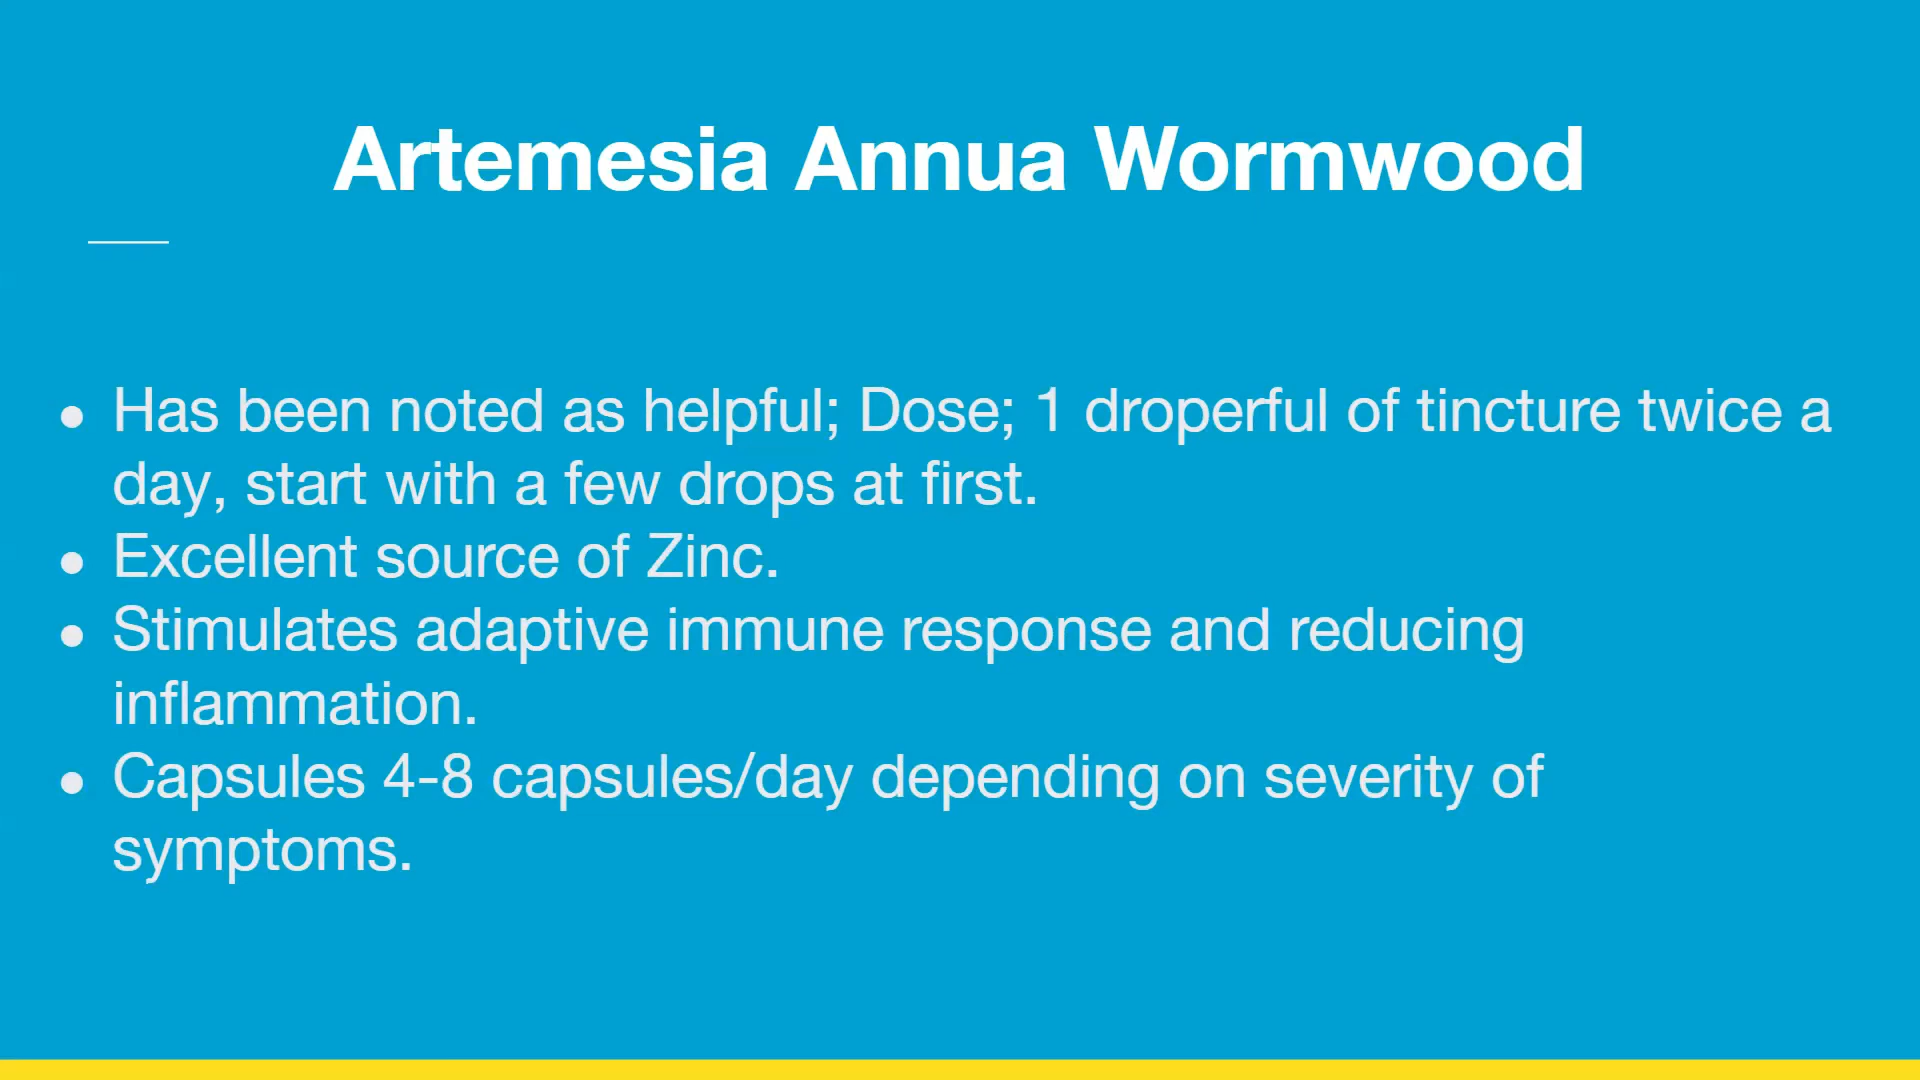 Artemesia Annua Wormwood
● Has been noted as helpful; Dose; 1 droperful of tincture twice a
day, start with a few drops at first.
● Excellent source of Zinc.
● Stimulates adaptive immune response and reducing
inflammation.
● Capsules 4-8 capsules/day depending on severity of
symptoms.